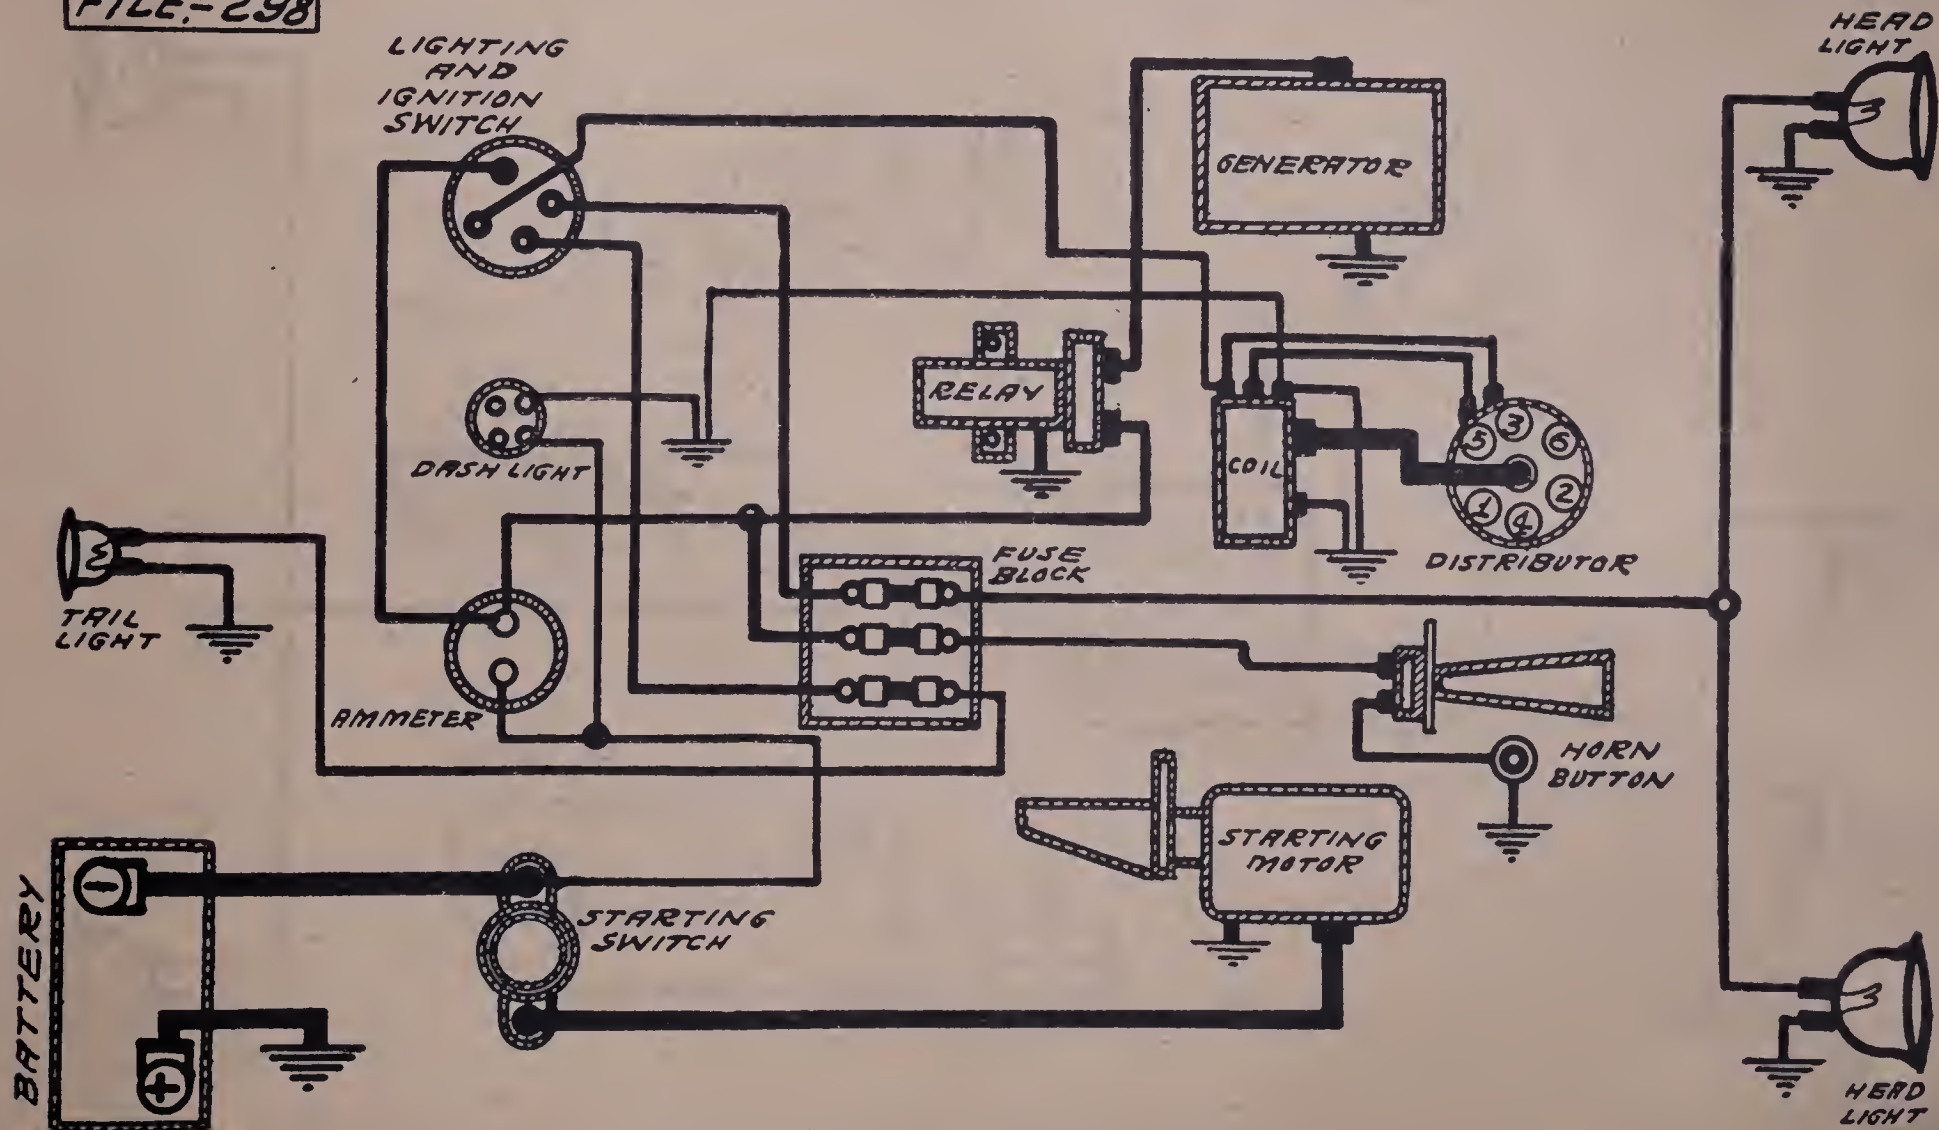 FILE.-298
LIGHTING
AND
IGNITION
SWITCH
HEAD
LIGHT
GENERATOR
RELAY
DASH LIGHT
COIL
3
5
6
1
2
4
DISTRIBUTOR
FUSE
BLOCK
TAIL
LIGHT
AMMETER
HORN
BUTTON
STARTING
MOTOR
BATTERY
-
+
STARTING
SWITCH
HEAD
LIGHT